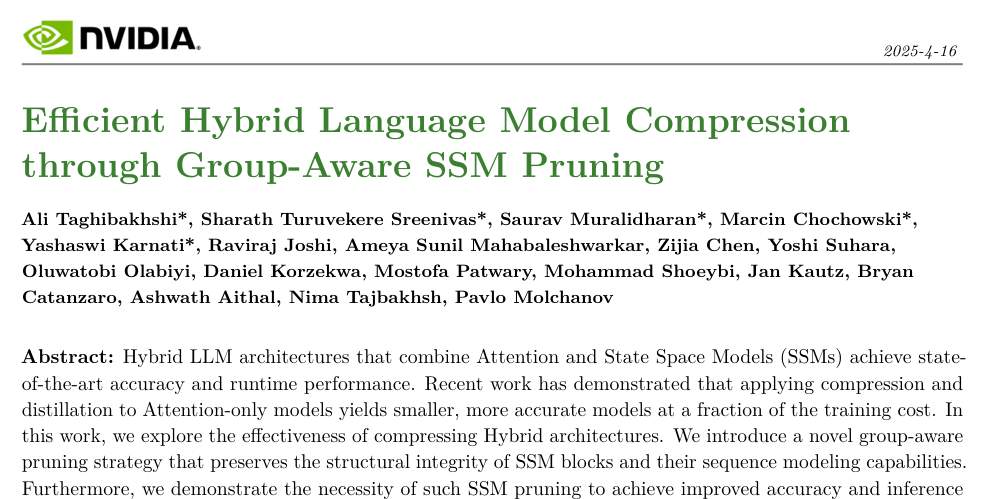 NVIDIA.
2025-4-16
Efficient Hybrid Language Model Compression
through Group-Aware SSM Pruning
Ali Taghibakhshi*, Sharath Turuvekere Sreenivas*, Saurav Muralidharan*, Marcin Chochowski*,
Yashaswi Karnati*, Raviraj Joshi, Ameya Sunil Mahabaleshwarkar, Zijia Chen, Yoshi Suhara,
Oluwatobi Olabiyi, Daniel Korzekwa, Mostofa Patwary, Mohammad Shoeybi, Jan Kautz, Bryan
Catanzaro, Ashwath Aithal, Nima Tajbakhsh, Pavlo Molchanov
Abstract: Hybrid LLM architectures that combine Attention and State Space Models (SSMs) achieve state-
of-the-art accuracy and runtime performance. Recent work has demonstrated that applying compression and
distillation to Attention-only models yields smaller, more accurate models at a fraction of the training cost. In
this work, we explore the effectiveness of compressing Hybrid architectures. We introduce a novel group-aware
pruning strategy that preserves the structural integrity of SSM blocks and their sequence modeling capabilities.
Furthermore, we demonstrate the necessity of such SSM pruning to achieve improved accuracy and inference